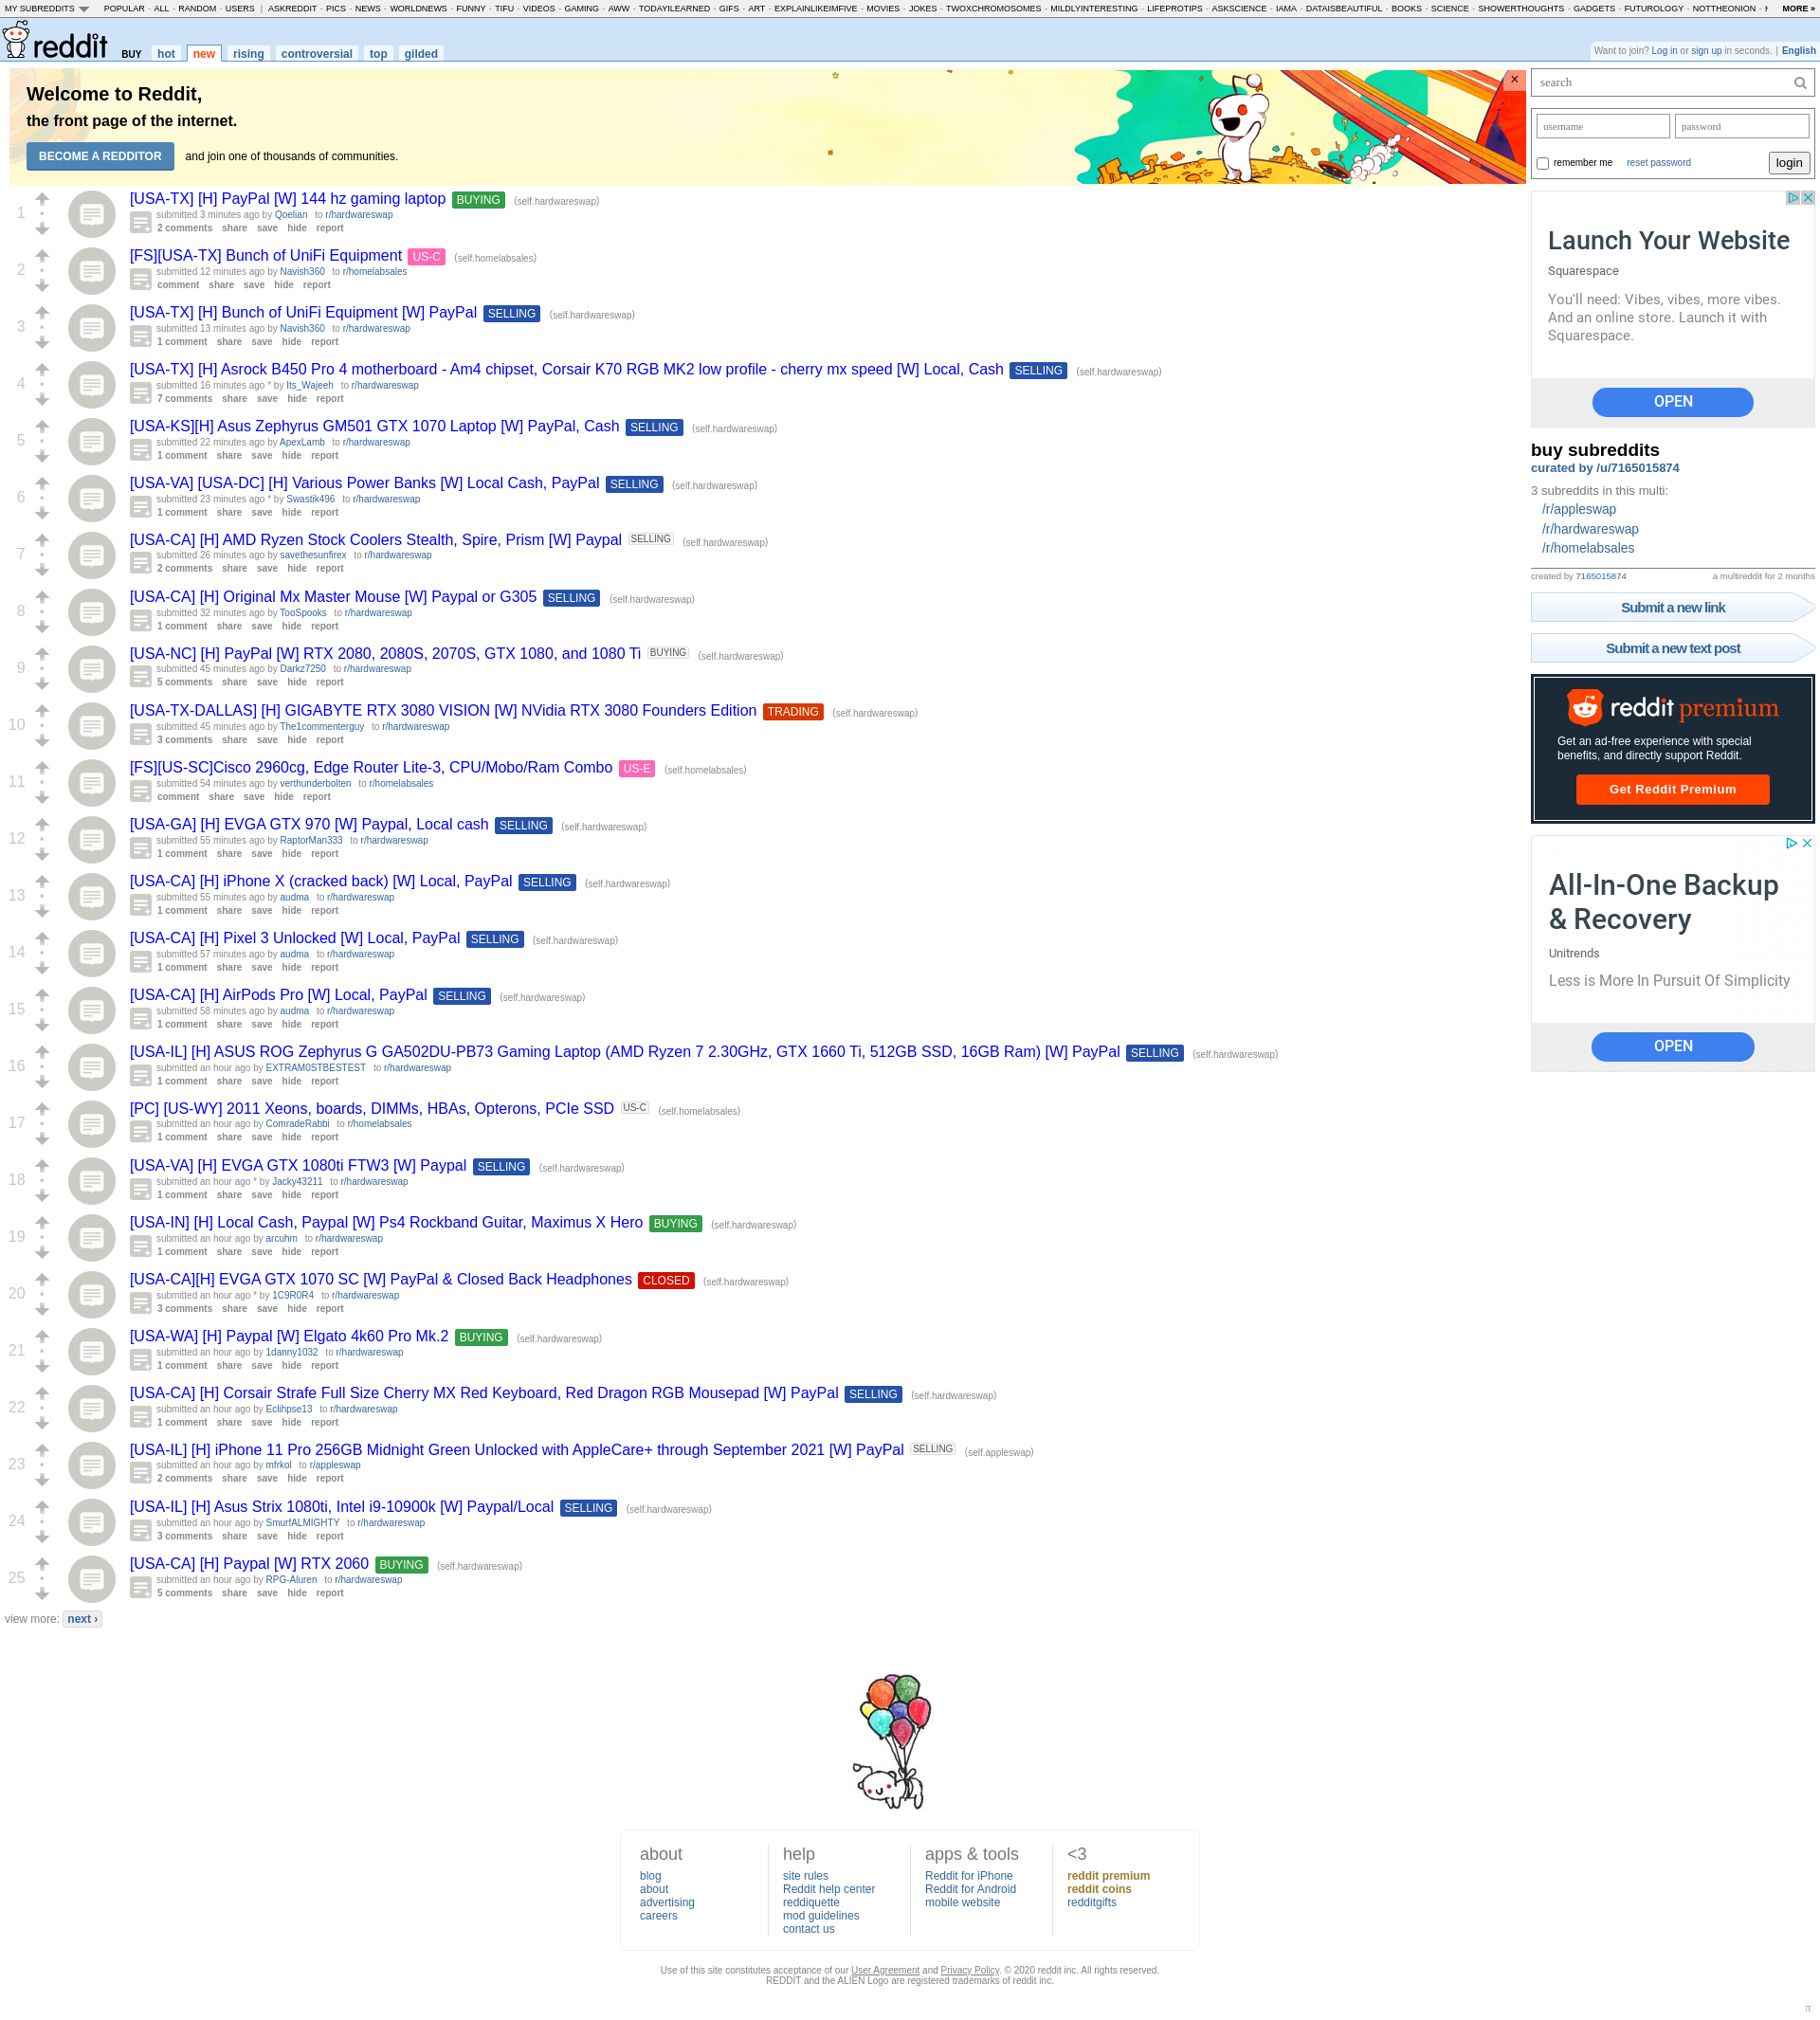 MY SUBREDDITS POPULAR - ALL - RANDOM - USERS | ASKREDDIT - PICS - NEWS - WORLDNEWS - FUNNY - TIFU - VIDEOS - GAMING - AWW - TODAYILEARNED - GIFS - ART - EXPLAINLIKEIMFIVE - MOVIES - JOKES - TWOXCHROMOSOMES - MILDLYINTERESTING - LIFEPROTIPS - ASKSCIENCE - IAMA - DATAISBEAUTIFUL - BOOKS - SCIENCE - SHOWERTHOUGHTS - GADGETS - FUTUROLOGY - NOTTHEONION - MORE »
reddit BUY hot new rising controversial top gilded
Want to join? Log in or sign up in seconds. | English
Welcome to Reddit,
the front page of the internet.
BECOME A REDDITOR and join one of thousands of communities.
×
1
[USA-TX] [H] PayPal [W] 144 hz gaming laptop BUYING (self.hardwareswap)
submitted 3 minutes ago by Qoelian to r/hardwareswap
2 comments share save hide report
2
[FS][USA-TX] Bunch of UniFi Equipment US-C (self.homelabsales)
submitted 12 minutes ago by Navish360 to r/homelabsales
comment share save hide report
3
[USA-TX] [H] Bunch of UniFi Equipment [W] PayPal SELLING (self.hardwareswap)
submitted 13 minutes ago by Navish360 to r/hardwareswap
1 comment share save hide report
4
[USA-TX] [H] Asrock B450 Pro 4 motherboard - Am4 chipset, Corsair K70 RGB MK2 low profile - cherry mx speed [W] Local, Cash SELLING (self.hardwareswap)
submitted 16 minutes ago * by Its_Wajeeh to r/hardwareswap
7 comments share save hide report
5
[USA-KS][H] Asus Zephyrus GM501 GTX 1070 Laptop [W] PayPal, Cash SELLING (self.hardwareswap)
submitted 22 minutes ago by ApexLamb to r/hardwareswap
1 comment share save hide report
6
[USA-VA] [USA-DC] [H] Various Power Banks [W] Local Cash, PayPal SELLING (self.hardwareswap)
submitted 23 minutes ago * by Swastik496 to r/hardwareswap
1 comment share save hide report
7
[USA-CA] [H] AMD Ryzen Stock Coolers Stealth, Spire, Prism [W] Paypal SELLING (self.hardwareswap)
submitted 26 minutes ago by savethesunfirex to r/hardwareswap
2 comments share save hide report
8
[USA-CA] [H] Original Mx Master Mouse [W] Paypal or G305 SELLING (self.hardwareswap)
submitted 32 minutes ago by TooSpooks to r/hardwareswap
1 comment share save hide report
9
[USA-NC] [H] PayPal [W] RTX 2080, 2080S, 2070S, GTX 1080, and 1080 Ti BUYING (self.hardwareswap)
submitted 45 minutes ago by Darkz7250 to r/hardwareswap
5 comments share save hide report
10
[USA-TX-DALLAS] [H] GIGABYTE RTX 3080 VISION [W] NVidia RTX 3080 Founders Edition TRADING (self.hardwareswap)
submitted 45 minutes ago by The1commenterguy to r/hardwareswap
3 comments share save hide report
11
[FS][US-SC]Cisco 2960cg, Edge Router Lite-3, CPU/Mobo/Ram Combo US-E (self.homelabsales)
submitted 54 minutes ago by verthunderbolten to r/homelabsales
comment share save hide report
12
[USA-GA] [H] EVGA GTX 970 [W] Paypal, Local cash SELLING (self.hardwareswap)
submitted 55 minutes ago by RaptorMan333 to r/hardwareswap
1 comment share save hide report
13
[USA-CA] [H] iPhone X (cracked back) [W] Local, PayPal SELLING (self.hardwareswap)
submitted 55 minutes ago by audma to r/hardwareswap
1 comment share save hide report
14
[USA-CA] [H] Pixel 3 Unlocked [W] Local, PayPal SELLING (self.hardwareswap)
submitted 57 minutes ago by audma to r/hardwareswap
1 comment share save hide report
15
[USA-CA] [H] AirPods Pro [W] Local, PayPal SELLING (self.hardwareswap)
submitted 58 minutes ago by audma to r/hardwareswap
1 comment share save hide report
16
[USA-IL] [H] ASUS ROG Zephyrus G GA502DU-PB73 Gaming Laptop (AMD Ryzen 7 2.30GHz, GTX 1660 Ti, 512GB SSD, 16GB Ram) [W] PayPal SELLING (self.hardwareswap)
submitted an hour ago by EXTRAM0STBESTEST to r/hardwareswap
1 comment share save hide report
17
[PC] [US-WY] 2011 Xeons, boards, DIMMs, HBAs, Opterons, PCIe SSD US-C (self.homelabsales)
submitted an hour ago by ComradeRabbi to r/homelabsales
1 comment share save hide report
18
[USA-VA] [H] EVGA GTX 1080ti FTW3 [W] Paypal SELLING (self.hardwareswap)
submitted an hour ago * by Jacky43211 to r/hardwareswap
1 comment share save hide report
19
[USA-IN] [H] Local Cash, Paypal [W] Ps4 Rockband Guitar, Maximus X Hero BUYING (self.hardwareswap)
submitted an hour ago by arcuhm to r/hardwareswap
1 comment share save hide report
20
[USA-CA][H] EVGA GTX 1070 SC [W] PayPal & Closed Back Headphones CLOSED (self.hardwareswap)
submitted an hour ago * by 1C9R0R4 to r/hardwareswap
3 comments share save hide report
21
[USA-WA] [H] Paypal [W] Elgato 4k60 Pro Mk.2 BUYING (self.hardwareswap)
submitted an hour ago by 1danny1032 to r/hardwareswap
1 comment share save hide report
22
[USA-CA] [H] Corsair Strafe Full Size Cherry MX Red Keyboard, Red Dragon RGB Mousepad [W] PayPal SELLING (self.hardwareswap)
submitted an hour ago by Eclihpse13 to r/hardwareswap
1 comment share save hide report
23
[USA-IL] [H] iPhone 11 Pro 256GB Midnight Green Unlocked with AppleCare+ through September 2021 [W] PayPal SELLING (self.appleswap)
submitted an hour ago by mfrkol to r/appleswap
2 comments share save hide report
24
[USA-IL] [H] Asus Strix 1080ti, Intel i9-10900k [W] Paypal/Local SELLING (self.hardwareswap)
submitted an hour ago by SmurfALMIGHTY to r/hardwareswap
3 comments share save hide report
25
[USA-CA] [H] Paypal [W] RTX 2060 BUYING (self.hardwareswap)
submitted an hour ago by RPG-Aluren to r/hardwareswap
5 comments share save hide report
view more: next ›
search
username password
remember me reset password login
Launch Your Website
Squarespace
You'll need: Vibes, vibes, more vibes.
And an online store. Launch it with
Squarespace.
OPEN
buy subreddits
curated by /u/7165015874
3 subreddits in this multi:
/r/appleswap
/r/hardwareswap
/r/homelabsales
created by 7165015874 a multireddit for 2 months
Submit a new link
Submit a new text post
reddit premium
Get an ad-free experience with special
benefits, and directly support Reddit.
Get Reddit Premium
All-In-One Backup
& Recovery
Unitrends
Less is More In Pursuit Of Simplicity
OPEN
about
blog
about
advertising
careers
help
site rules
Reddit help center
reddiquette
mod guidelines
contact us
apps & tools
Reddit for iPhone
Reddit for Android
mobile website
<3
reddit premium
reddit coins
redditgifts
Use of this site constitutes acceptance of our User Agreement and Privacy Policy. © 2020 reddit inc. All rights reserved.
REDDIT and the ALIEN Logo are registered trademarks of reddit inc.
π